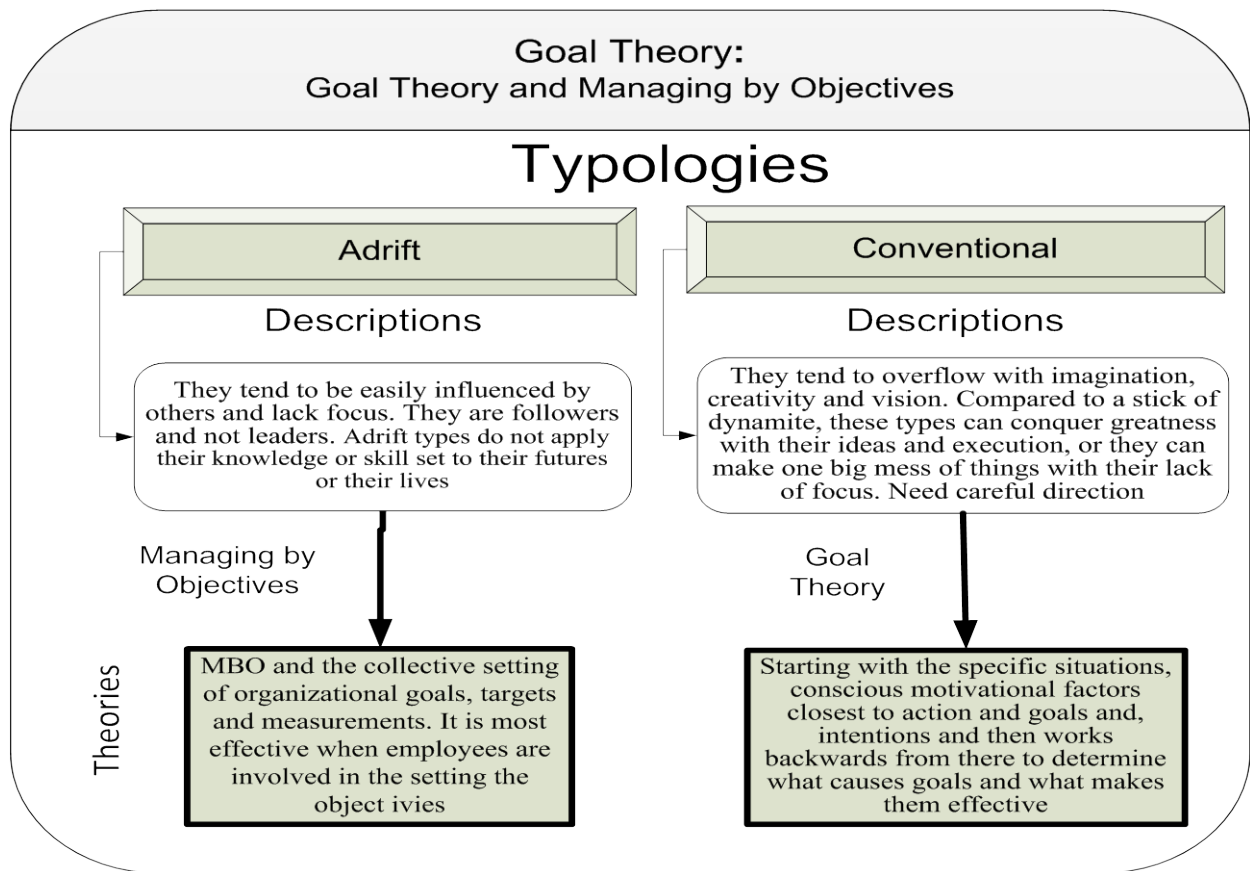 Goal Theory:
Goal Theory and Managing by Objectives
Typologies
Adrift
Descriptions
They tend to be easily influenced by
others and lack focus. They are followers
and not leaders. Adrift types do not apply
their knowledge or skill set to their futures
or their lives
Managing by
Objectives
Conventional
Descriptions
They tend to overflow with imagination,
creativity and vision. Compared to a stick of
dynamite, these types can conquer greatness
with their ideas and execution, or they can
make one big mess of things with their lack
of focus. Need careful direction
Goal
Theory
Theories
MBO and the collective setting
of organizational goals, targets
and measurements. It is most
effective when employees are
involved in the setting the
object ivies
Starting with the specific situations,
conscious motivational factors
closest to action and goals and,
intentions and then works
backwards from there to determine
what causes goals and what makes
them effective